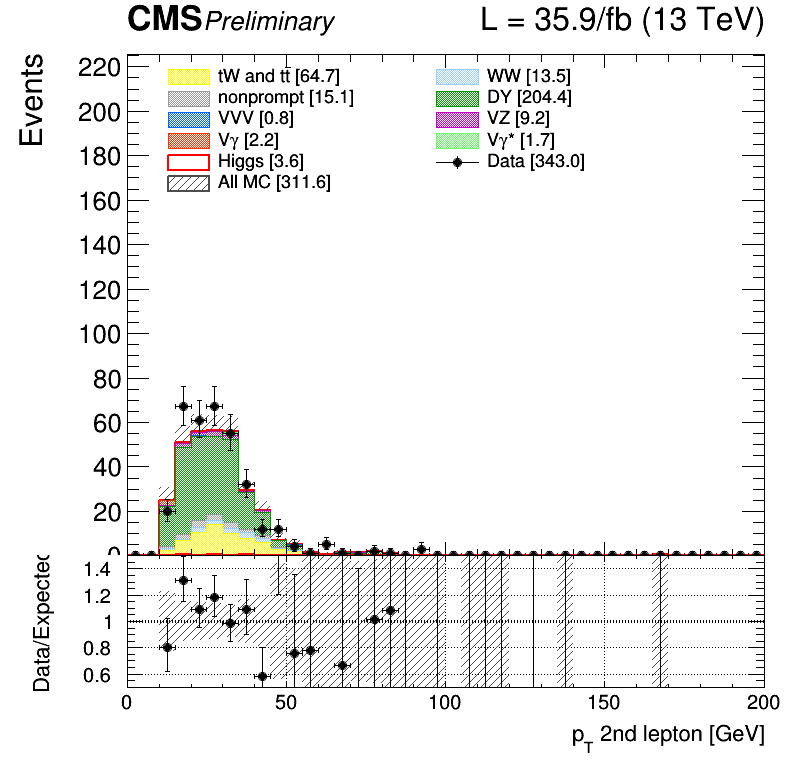 CMS Preliminary L = 35.9/fb (13 TeV)
Events
220
200
180
160
140
120
100
80
60
40
20
0
tW and tt̄ [64.7]
nonprompt [15.1]
VVV [0.8]
Vγ [2.2]
Higgs [3.6]
All MC [311.6]
WW [13.5]
DY [204.4]
VZ [9.2]
Vγ* [1.7]
Data [343.0]
Data/Expected
1.4
1.2
1
0.8
0.6
0 50 100 150 200
p_T 2nd lepton [GeV]